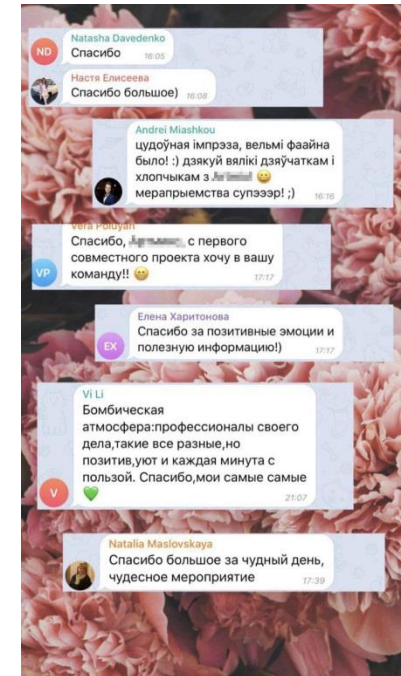 Natasha Davedenko
ND
Спасибо
16:05
Настя Елисеева
Спасибо большое)
16:08
Andrei Miashkou
цудоўная імпрэза, вельмі фаайна
было! :) дзякуй вялікі дзяўчаткам і
хлопчыкам з 😀
мерапрыемства супэээр! ;)
16:16
Vera Poluyan
Спасибо, , с первого
совместного проекта хочу в вашу
команду!! 😁
VP
17:17
Елена Харитонова
Спасибо за позитивные эмоции и
полезную информацию!)
EX
17:17
Vi Li
Бомбическая
атмосфера:профессионалы своего
дела,такие все разные,но
позитив,уют и каждая минута с
пользой. Спасибо,мои самые самые
💚
V
21:07
Natalia Maslovskaya
Спасибо большое за чудный день,
чудесное мероприятие
17:39